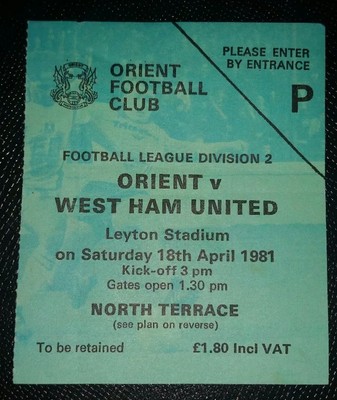 PLEASE ENTER
BY ENTRANCE
P
ORIENT
FOOTBALL
CLUB
FOOTBALL LEAGUE DIVISION 2
ORIENT v
WEST HAM UNITED
Leyton Stadium
on Saturday 18th April 1981
Kick-off 3 pm
Gates open 1.30 pm
NORTH TERRACE
(see plan on reverse)
To be retained £1.80 Incl VAT